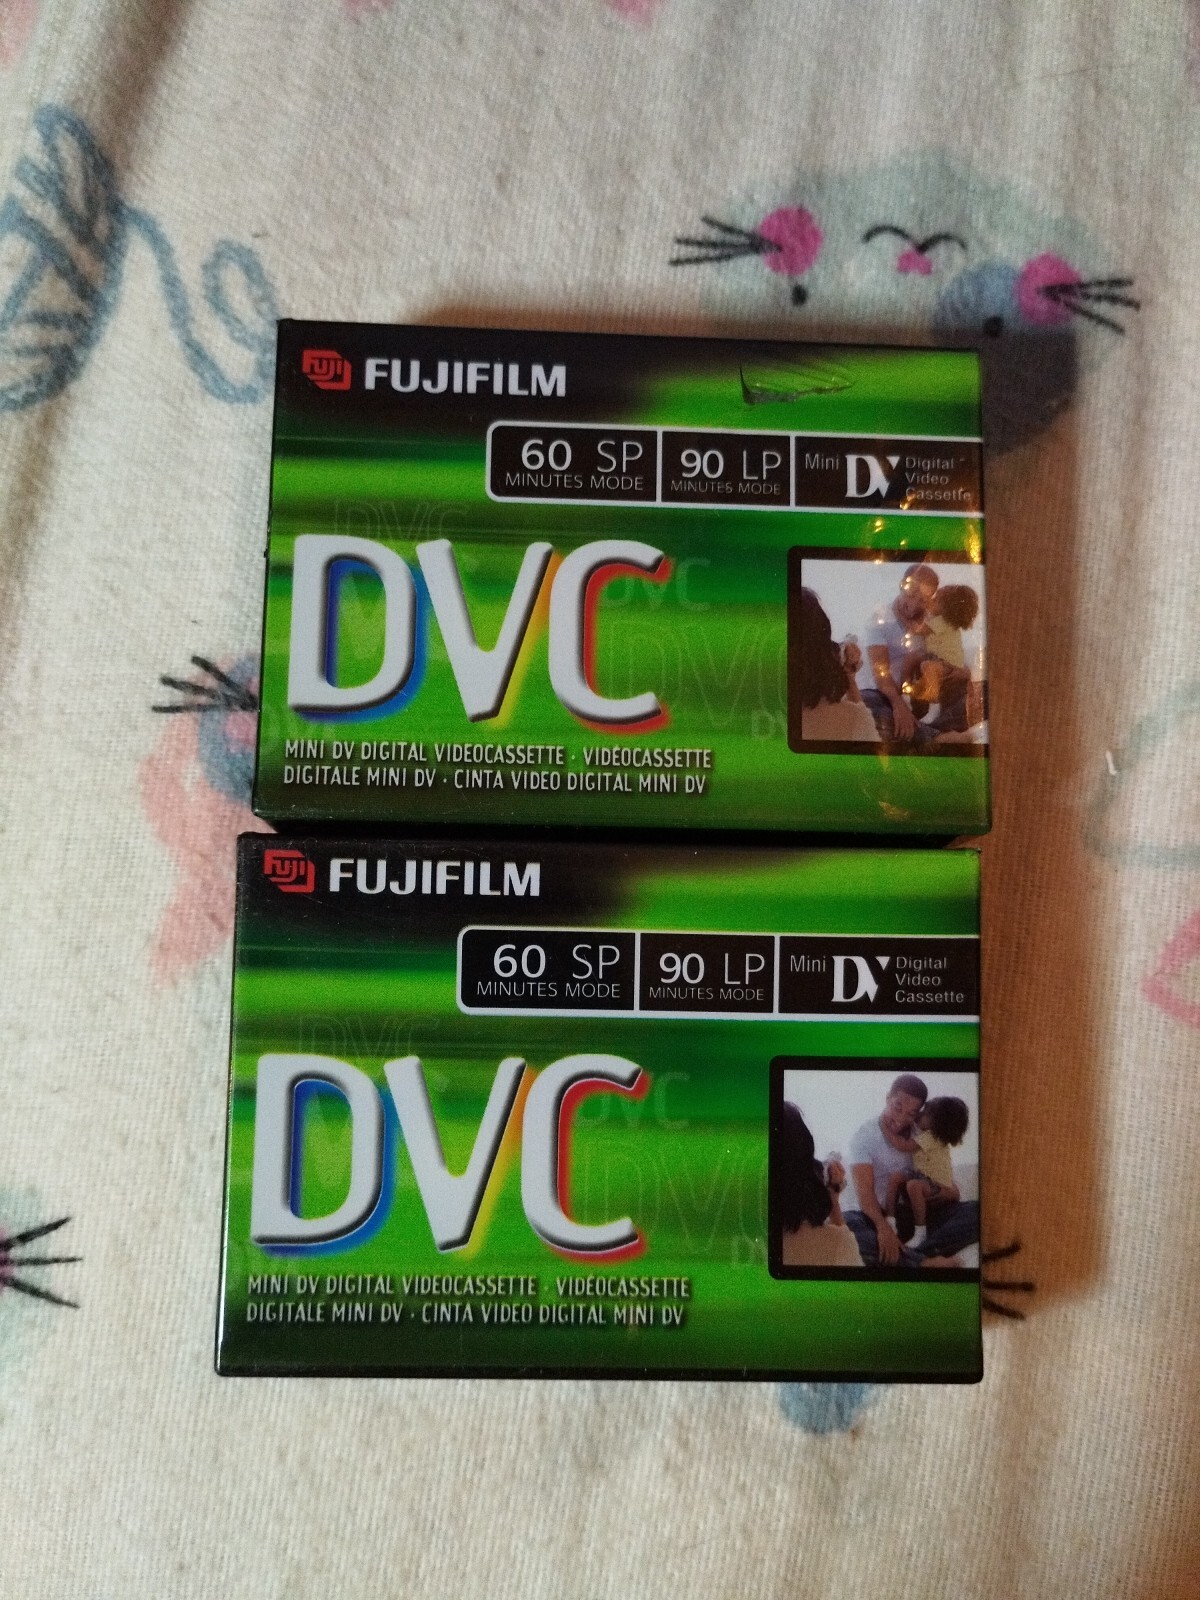 FUJI FUJIFILM
60 SP 90 LP Mini DV Digital
MINUTES MODE MINUTES MODE Video
Cassette
DVC
MINI DV DIGITAL VIDEOCASSETTE · VIDÉOCASSETTE
DIGITALE MINI DV · CINTA VIDEO DIGITAL MINI DV
FUJI FUJIFILM
60 SP 90 LP Mini DV Digital
MINUTES MODE MINUTES MODE Video
Cassette
DVC
MINI DV DIGITAL VIDEOCASSETTE · VIDÉOCASSETTE
DIGITALE MINI DV · CINTA VIDEO DIGITAL MINI DV